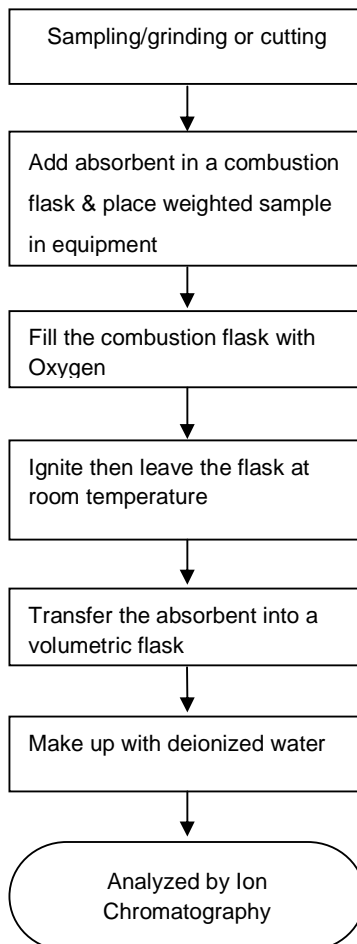 Sampling/grinding or cutting
Add absorbent in a combustion
flask & place weighted sample
in equipment
Fill the combustion flask with
Oxygen
Ignite then leave the flask at
room temperature
Transfer the absorbent into a
volumetric flask
Make up with deionized water
Analyzed by Ion
Chromatography